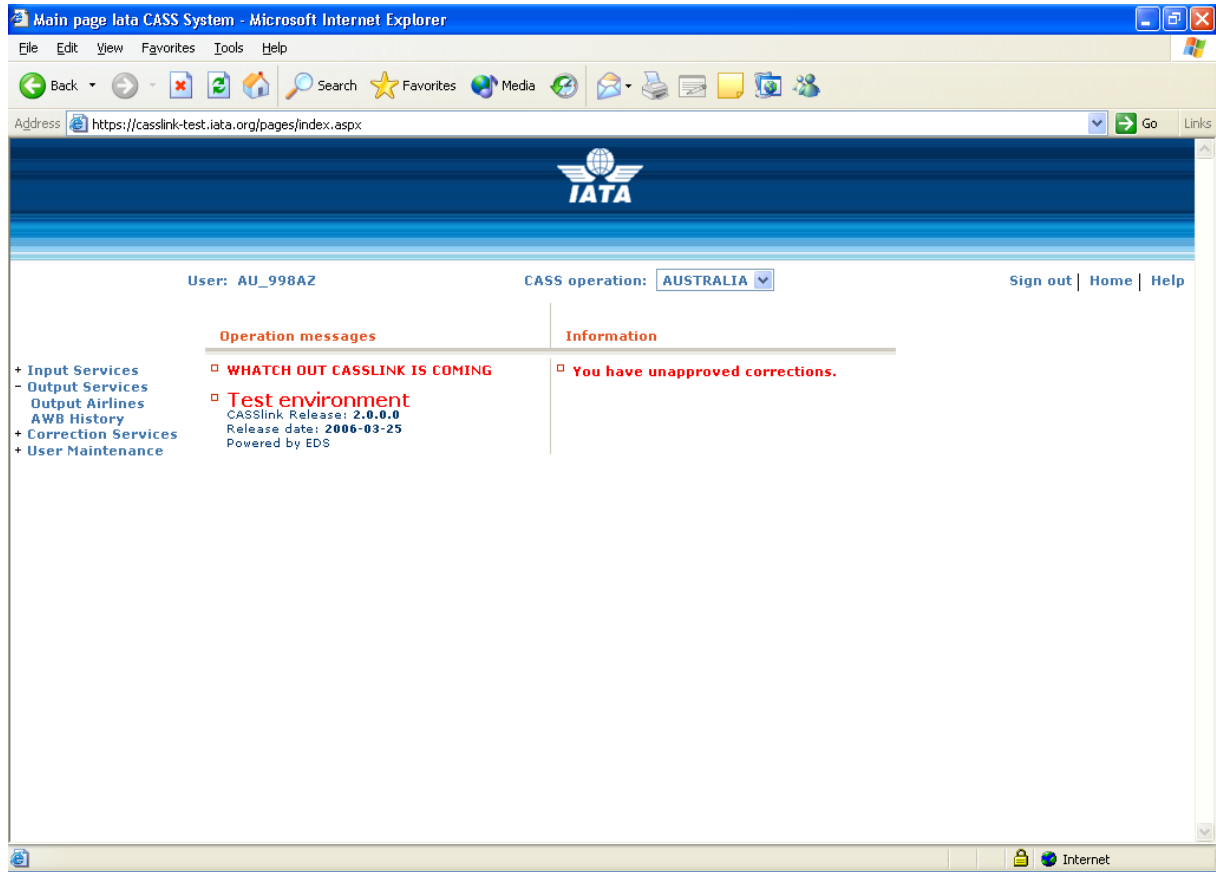 Main page Iata CASS System - Microsoft Internet Explorer
File Edit View Favorites Tools Help
Back Search Favorites Media
Address https://casslink-test.iata.org/pages/index.aspx Go Links
IATA
User: AU_998AZ CASS operation: AUSTRALIA Sign out | Home | Help
Operation messages Information
+ Input Services
- Output Services
Output Airlines
AWB History
+ Correction Services
+ User Maintenance
WHATCH OUT CASSLINK IS COMING
Test environment
CASSlink Release: 2.0.0.0
Release date: 2006-03-25
Powered by EDS
You have unapproved corrections.
Internet